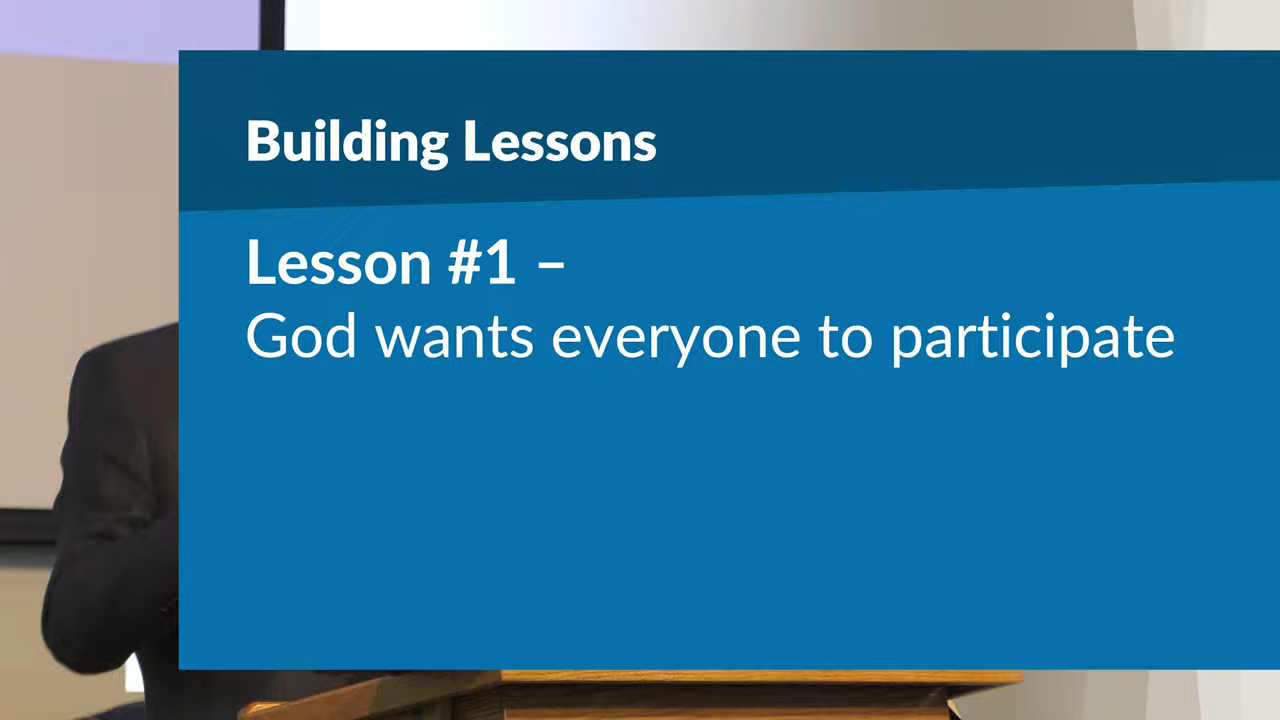 Building Lessons
Lesson #1 –
God wants everyone to participate